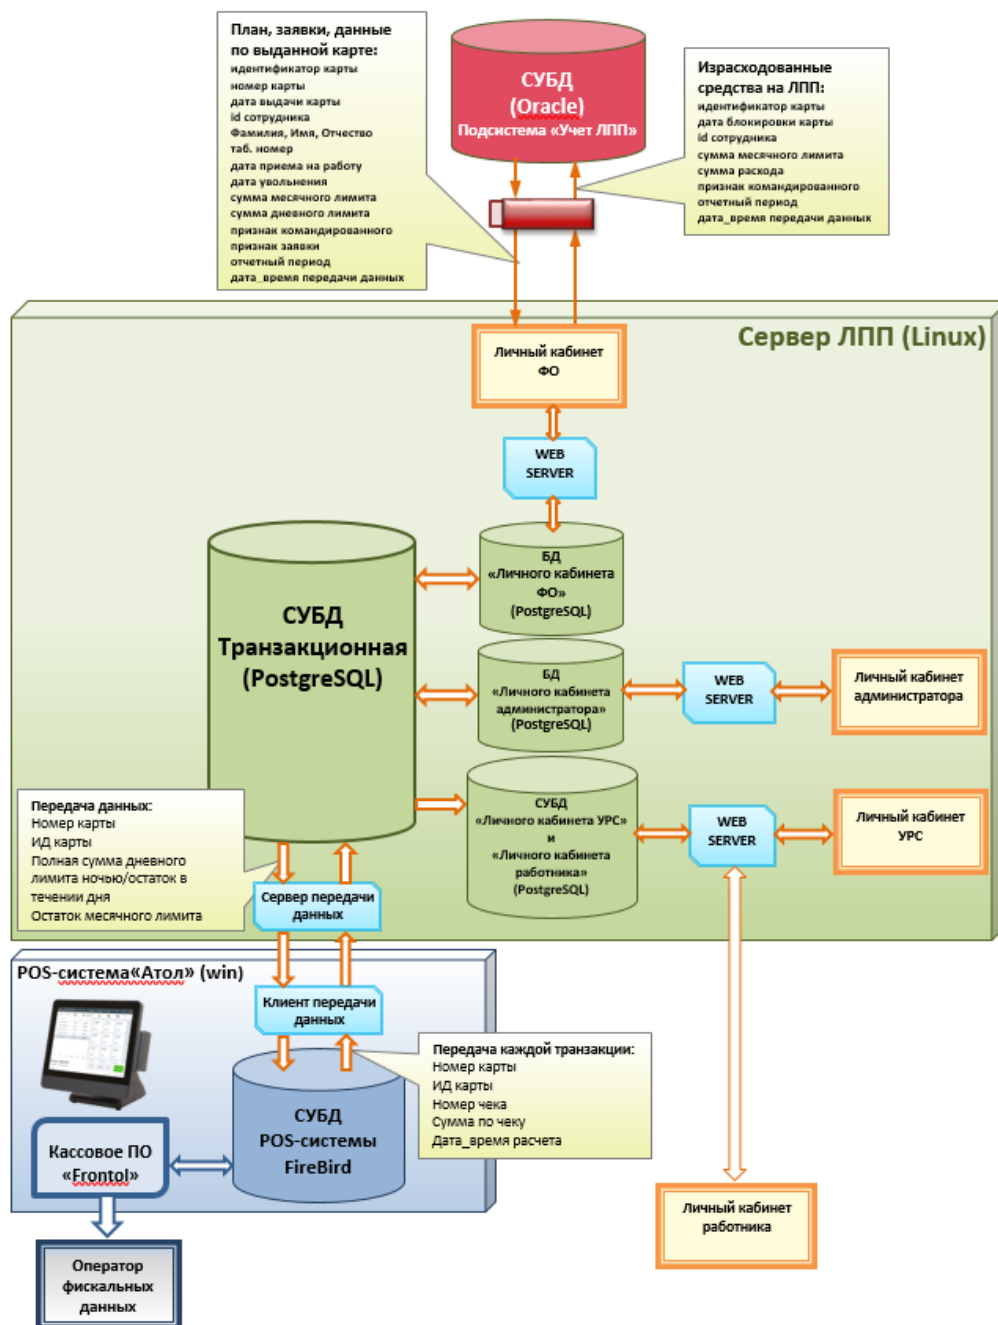 План, заявки, данные
по выданной карте:
идентификатор карты
номер карты
дата выдачи карты
id сотрудника
Фамилия, Имя, Отчество
таб. номер
дата приема на работу
дата увольнения
сумма месячного лимита
сумма дневного лимита
признак командированного
признак заявки
отчетный период
дата_время передачи данных
СУБД
(Oracle)
Подсистема «Учет ЛПП»
Израсходованные
средства на ЛПП:
идентификатор карты
дата блокировки карты
id сотрудника
сумма месячного лимита
сумма расхода
признак командированного
отчетный период
дата_время передачи данных
Сервер ЛПП (Linux)
Личный кабинет
ФО
WEB
SERVER
БД
«Личного кабинета
ФО»
(PostgreSQL)
СУБД
Транзакционная
(PostgreSQL)
БД
«Личного кабинета
администратора»
(PostgreSQL)
WEB
SERVER
Личный кабинет
администратора
СУБД
«Личного кабинета УРС»
и
«Личного кабинета
работника»
(PostgreSQL)
WEB
SERVER
Личный кабинет
УРС
Передача данных:
Номер карты
ИД карты
Полная сумма дневного
лимита ночью/остаток в
течении дня
Остаток месячного лимита
Сервер передачи
данных
POS-система«Атол» (win)
Клиент передачи
данных
Передача каждой транзакции:
Номер карты
ИД карты
Номер чека
Сумма по чеку
Дата_время расчета
СУБД
POS-системы
FireBird
Кассовое ПО
«Frontol»
Личный кабинет
работника
Оператор
фискальных
данных